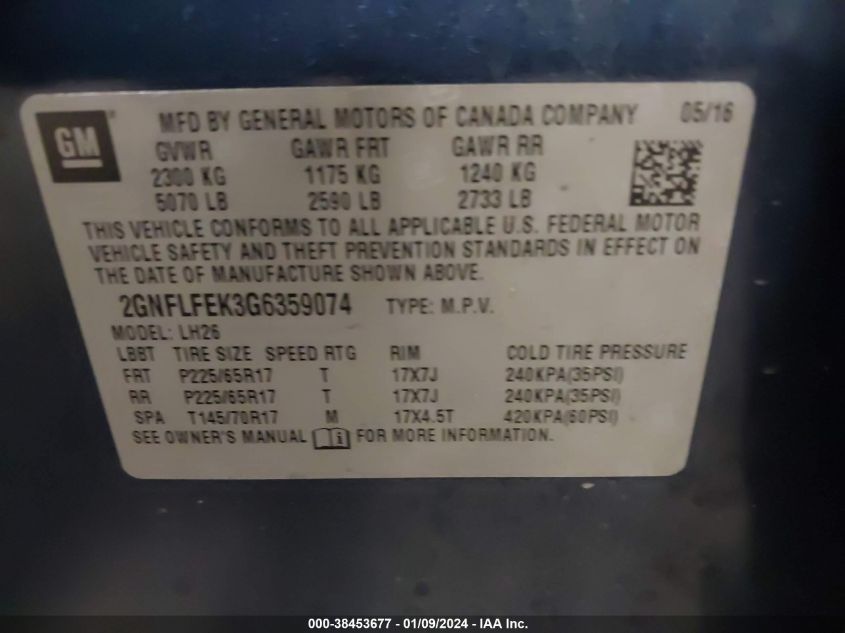 GM
MFD BY GENERAL MOTORS OF CANADA COMPANY 05/16
GVWR GAWR FRT GAWR RR
2300 KG 1175 KG 1240 KG
5070 LB 2590 LB 2733 LB
THIS VEHICLE CONFORMS TO ALL APPLICABLE U.S. FEDERAL MOTOR
VEHICLE SAFETY AND THEFT PREVENTION STANDARDS IN EFFECT ON
THE DATE OF MANUFACTURE SHOWN ABOVE.
2GNFLFEK3G6359074 TYPE: M.P.V.
MODEL: LH26
LBBT TIRE SIZE SPEED RTG RIM COLD TIRE PRESSURE
FRT P225/65R17 T 17X7J 240KPA(35PSI)
RR P225/65R17 T 17X7J 240KPA(35PSI)
SPA T145/70R17 M 17X4.5T 420KPA(60PSI)
SEE OWNER'S MANUAL FOR MORE INFORMATION.
000-38453677 - 01/09/2024 - IAA Inc.